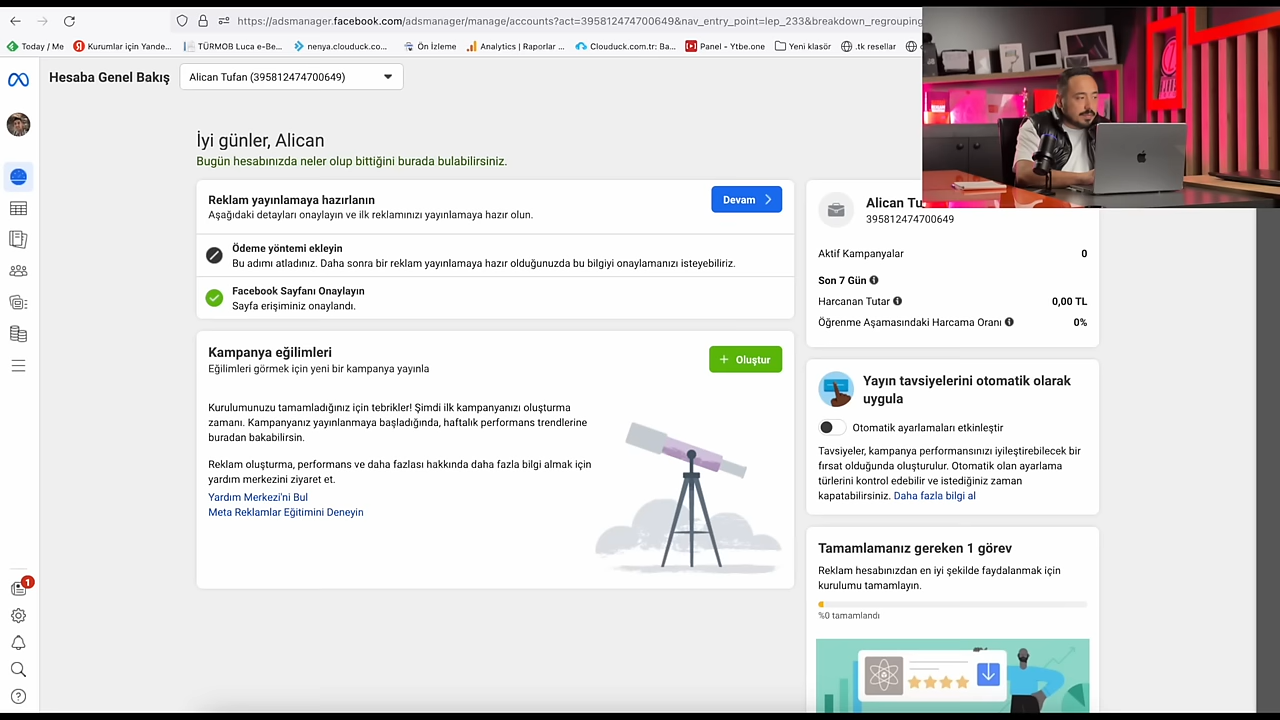 https://adsmanager.facebook.com/adsmanager/manage/accounts?act=395812474700649&nav_entry_point=lep_233&breakdown_regrouping
Today / Me
Kurumlar için Yande...
TÜRMOB Luca e-Be...
nenya.clouduck.co...
Ön İzleme
Analytics | Raporlar ...
Clouduck.com.tr: Ba...
Panel - Ytbe.one
Yeni klasör
.tk resellar
Hesaba Genel Bakış
Alican Tufan (395812474700649)
İyi günler, Alican
Bugün hesabınızda neler olup bittiğini burada bulabilirsiniz.
Reklam yayınlamaya hazırlanın
Aşağıdaki detayları onaylayın ve ilk reklamınızı yayınlamaya hazır olun.
Devam
Ödeme yöntemi ekleyin
Bu adımı atladınız. Daha sonra bir reklam yayınlamaya hazır olduğunuzda bu bilgiyi onaylamanızı isteyebiliriz.
Facebook Sayfanı Onaylayın
Sayfa erişiminiz onaylandı.
Kampanya eğilimleri
Eğilimleri görmek için yeni bir kampanya yayınla
+ Oluştur
Kurulumunuzu tamamladığınız için tebrikler! Şimdi ilk kampanyanızı oluşturma
zamanı. Kampanyanız yayınlanmaya başladığında, haftalık performans trendlerine
buradan bakabilirsin.
Reklam oluşturma, performans ve daha fazlası hakkında daha fazla bilgi almak için
yardım merkezini ziyaret et.
Yardım Merkezi'ni Bul
Meta Reklamlar Eğitimini Deneyin
Alican Tu
395812474700649
Aktif Kampanyalar 0
Son 7 Gün
Harcanan Tutar 0,00 TL
Öğrenme Aşamasındaki Harcama Oranı 0%
Yayın tavsiyelerini otomatik olarak
uygula
Otomatik ayarlamaları etkinleştir
Tavsiyeler, kampanya performansınızı iyileştirebilecek bir
fırsat olduğunda oluşturulur. Otomatik olan ayarlama
türlerini kontrol edebilir ve istediğiniz zaman
kapatabilirsiniz. Daha fazla bilgi al
Tamamlamanız gereken 1 görev
Reklam hesabınızdan en iyi şekilde faydalanmak için
kurulumu tamamlayın.
%0 tamamlandı
1